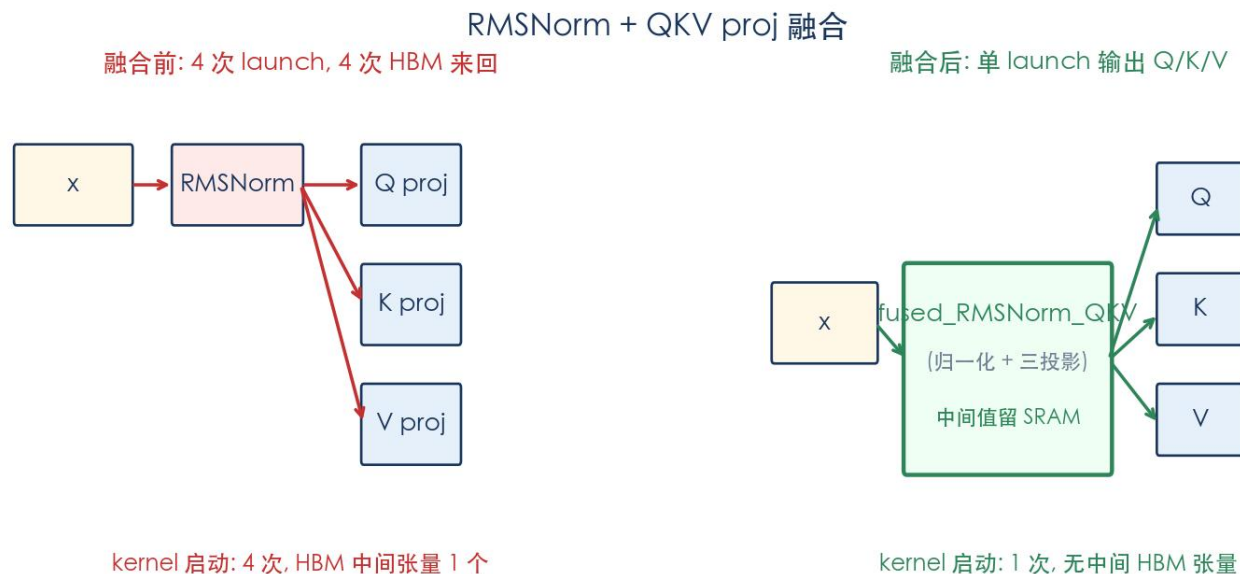 RMSNorm + QKV proj 融合
融合前: 4 次 launch, 4 次 HBM 来回
x
RMSNorm
Q proj
K proj
V proj
kernel 启动: 4 次, HBM 中间张量 1 个
融合后: 单 launch 输出 Q/K/V
x
fused_RMSNorm_QKV
(归一化 + 三投影)
中间值留 SRAM
Q
K
V
kernel 启动: 1 次, 无中间 HBM 张量